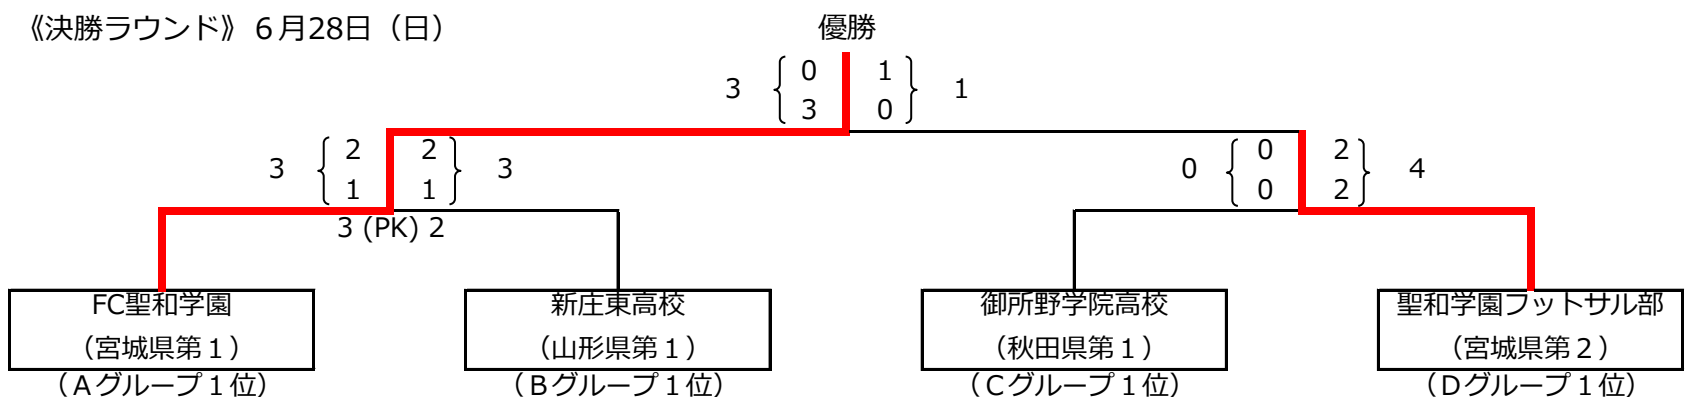 《決勝ラウンド》６月28日（日）
優勝
3 0 1 1
3 0
3 2 2 3
1 1
0 0 2 4
0 2
3 (PK) 2
FC聖和学園
（宮城県第１）
（Ａグループ１位）
新庄東高校
（山形県第１）
（Ｂグループ１位）
御所野学院高校
（秋田県第１）
（Ｃグループ１位）
聖和学園フットサル部
（宮城県第２）
（Ｄグループ１位）